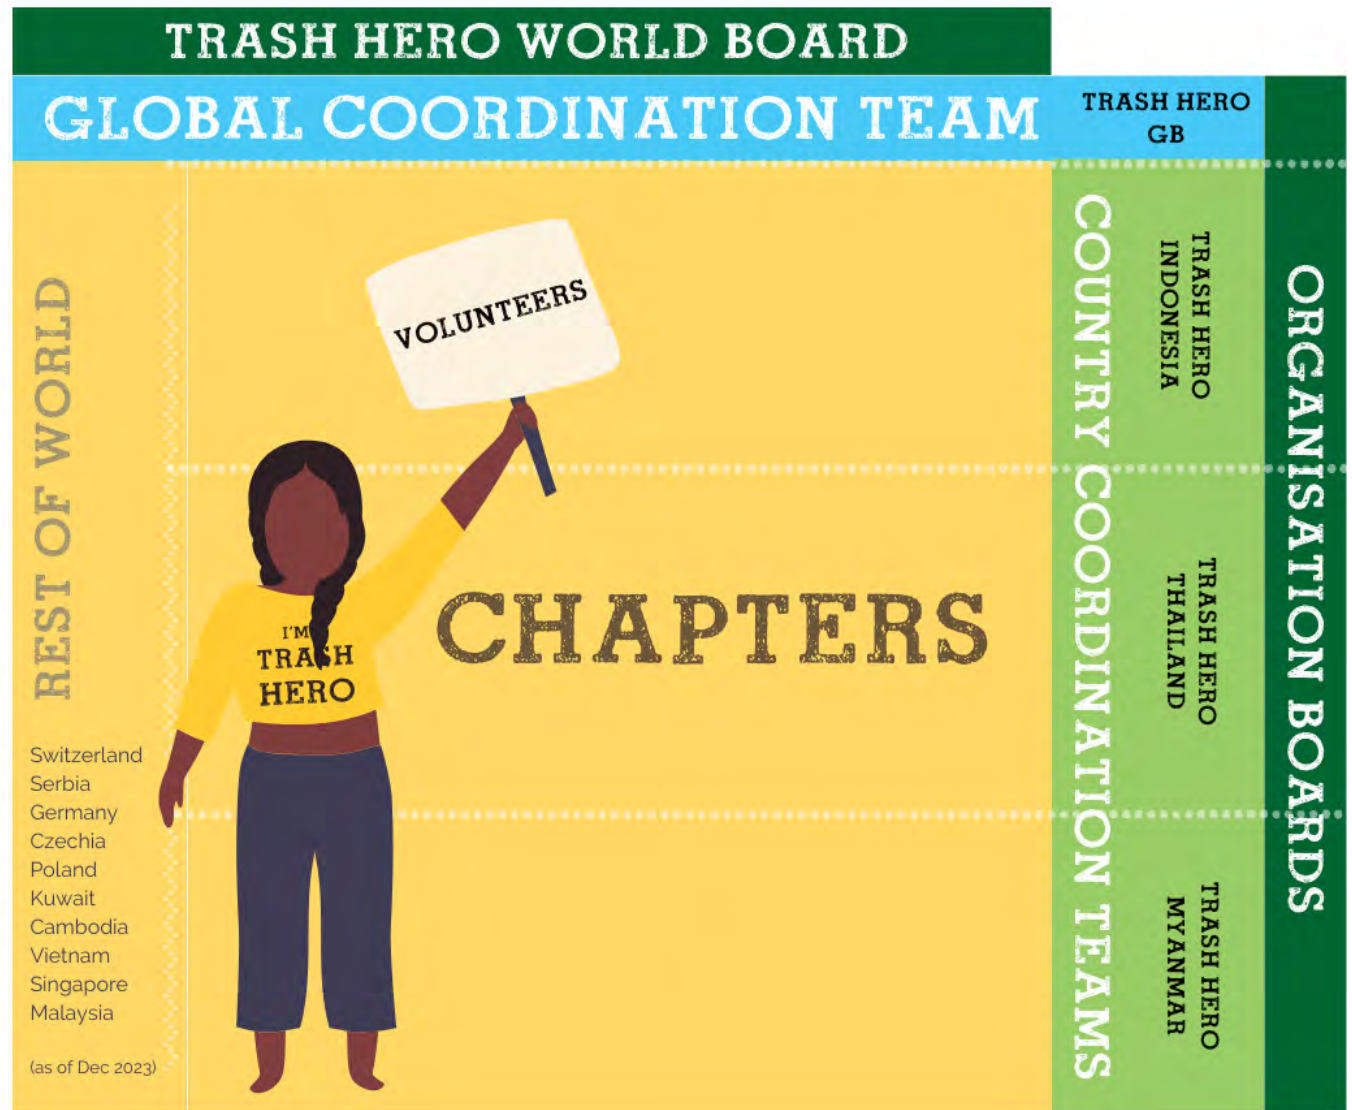 TRASH HERO WORLD BOARD
GLOBAL COORDINATION TEAM
TRASH HERO
GB
REST OF WORLD
Switzerland
Serbia
Germany
Czechia
Poland
Kuwait
Cambodia
Vietnam
Singapore
Malaysia
(as of Dec 2023)
VOLUNTEERS
I'M
TRASH
HERO
CHAPTERS
COUNTRY COORDINATION TEAMS
TRASH HERO
INDONESIA
TRASH HERO
THAILAND
TRASH HERO
MYANMAR
ORGANISATION BOARDS